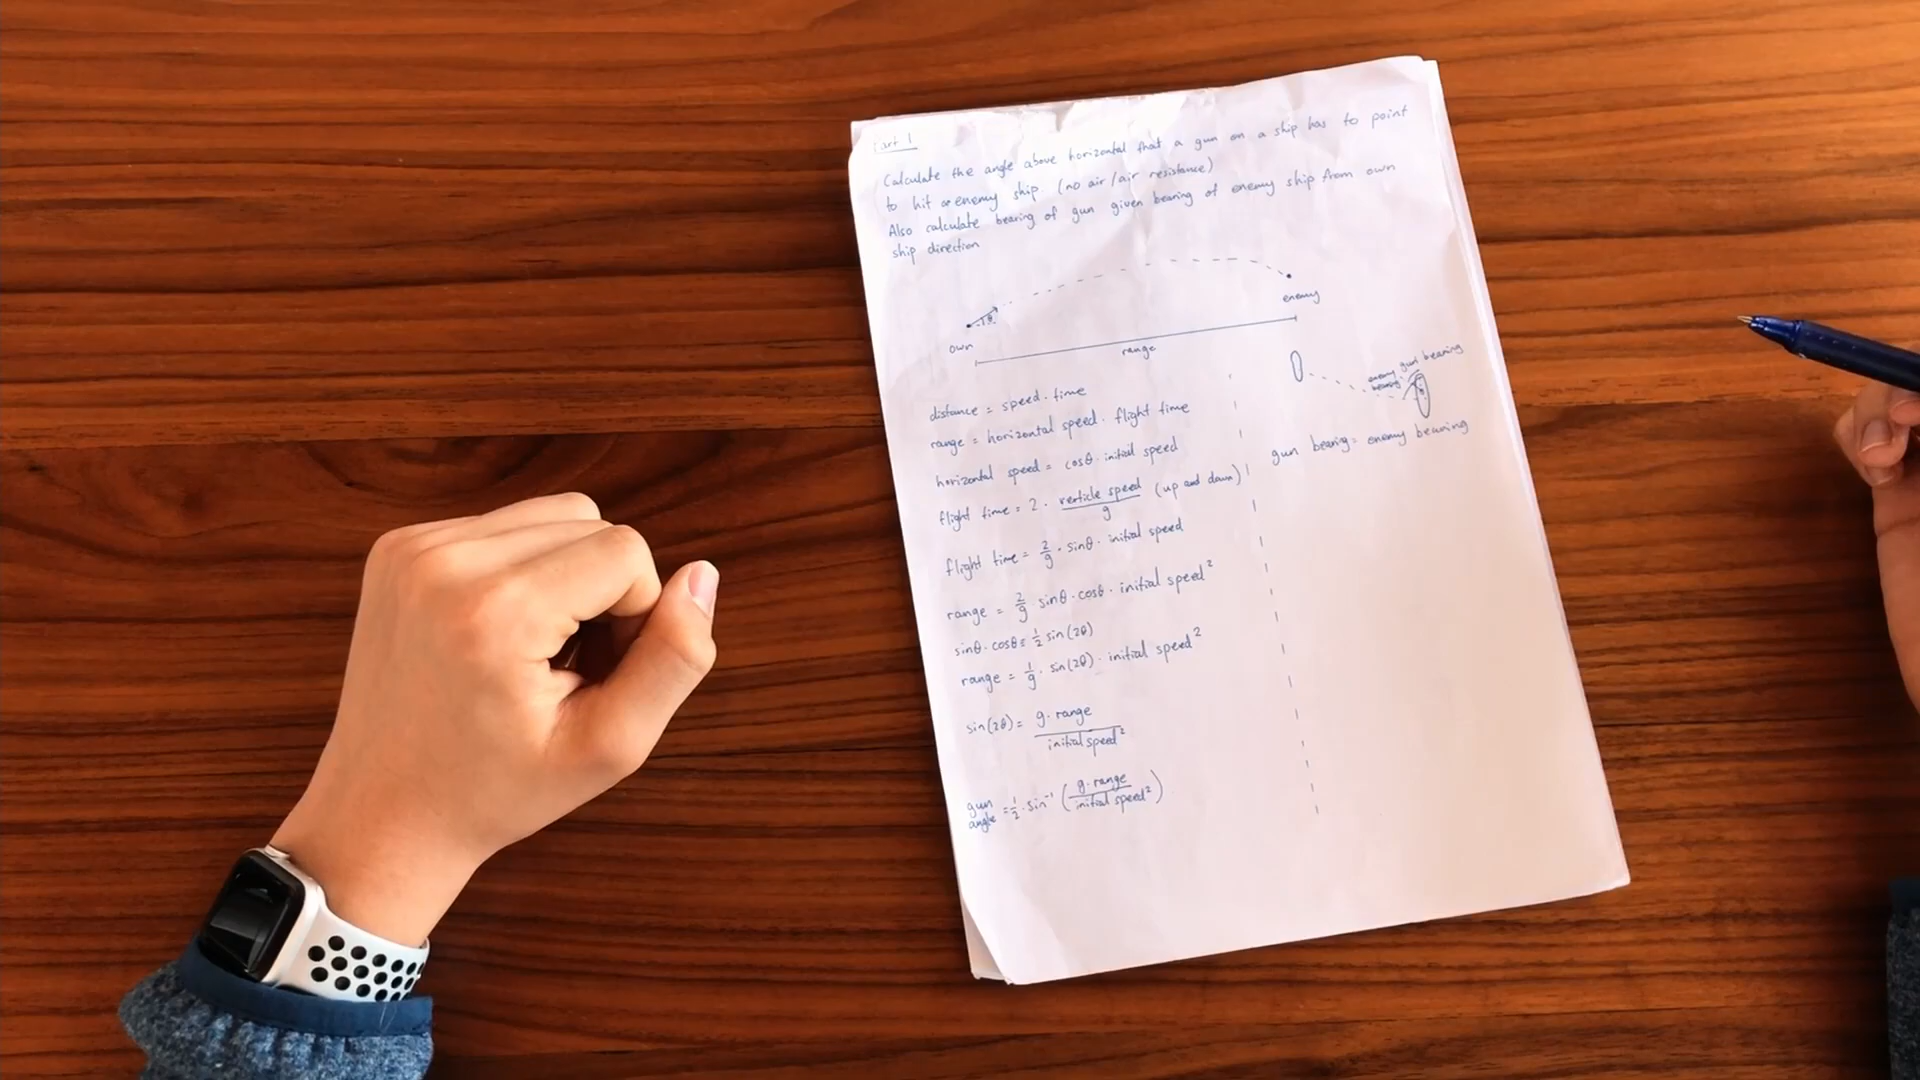 Part 1
Calculate the angle above horizontal that a gun on a ship has to point
to hit enemy ship. (no air/air resistance)
Also calculate bearing of gun given bearing of enemy ship from own
ship direction
enemy
θ
own
range
enemy bearing
gun bearing
distance = speed · time
range = horizontal speed · flight time
horizontal speed = cosθ · initial speed
flight time = 2 · verticle speed / g (up and down)
flight time = 2/g · sinθ · initial speed
range = 2/g sinθ · cosθ · initial speed²
sinθ · cosθ = 1/2 sin(2θ)
range = 1/g · sin(2θ) · initial speed²
sin(2θ) = g · range / initial speed²
gun angle = 1/2 · sin⁻¹ (g · range / initial speed²)
gun bearing = enemy bearing